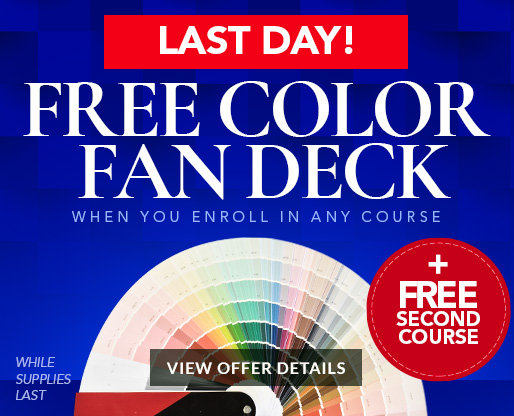 LAST DAY!
FREE COLOR
FAN DECK
WHEN YOU ENROLL IN ANY COURSE
+
FREE
SECOND
COURSE
VIEW OFFER DETAILS
WHILE
SUPPLIES
LAST